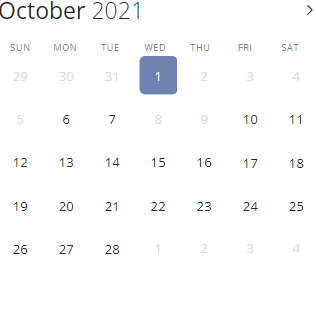 October 2021 >
SUN MON TUE WED THU FRI SAT
29 30 31 1 2 3 4
5 6 7 8 9 10 11
12 13 14 15 16 17 18
19 20 21 22 23 24 25
26 27 28 1 2 3 4